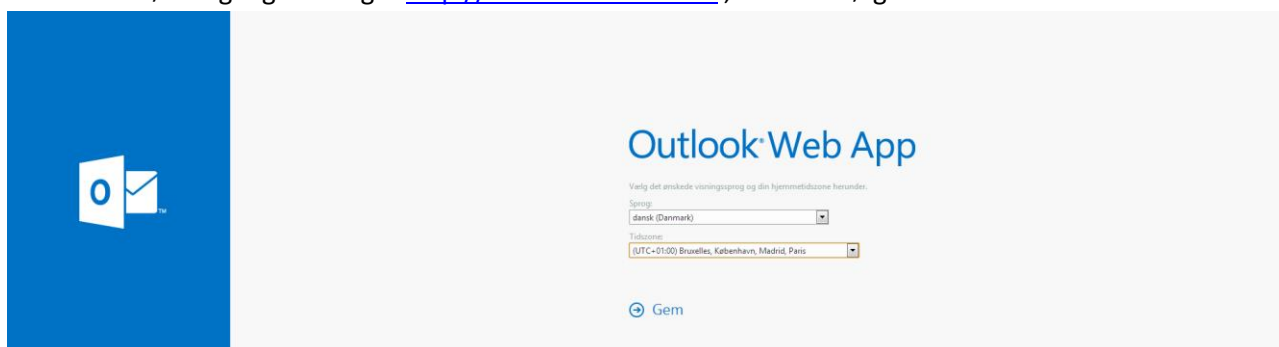 Outlook Web App
Vælg det ønskede visningssprog og din hjemmetidszone herunder.
Sprog:
dansk (Danmark)
Tidszone:
(UTC+01:00) Bruxelles, København, Madrid, Paris
O
TM
Gem